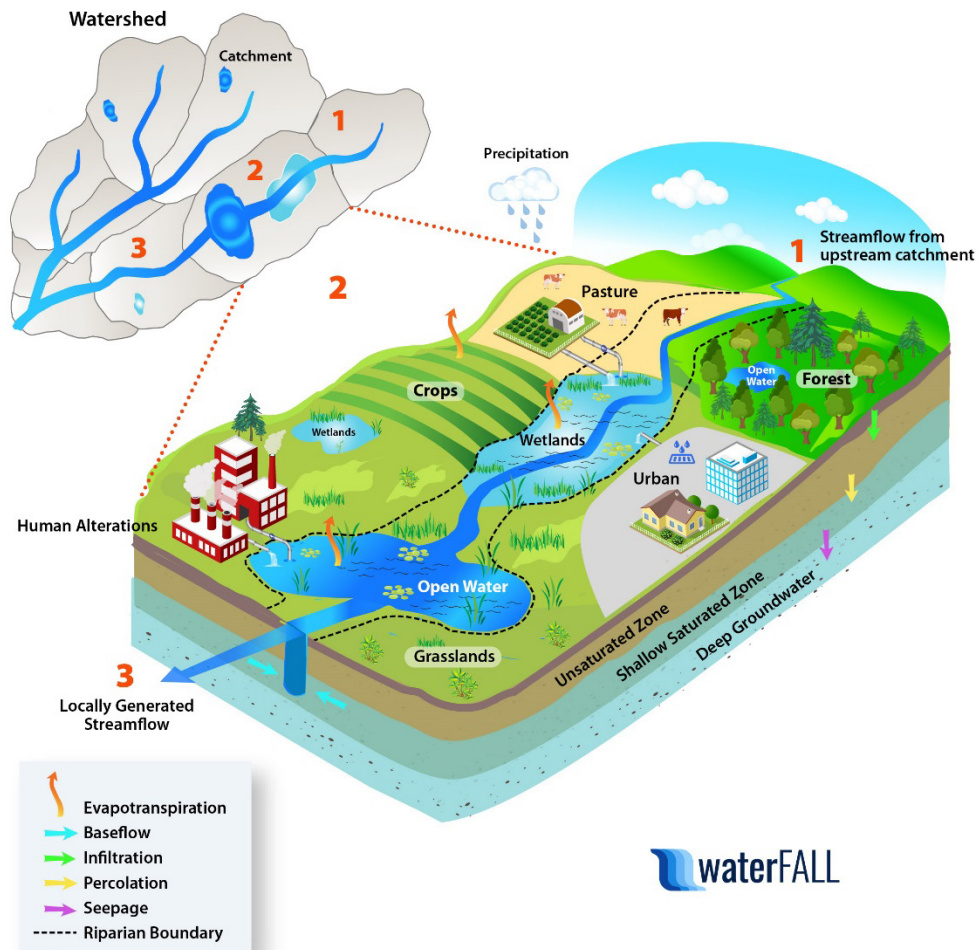 Watershed
Catchment
1
2
3
Precipitation
1
Streamflow from
upstream catchment
2
Pasture
Crops
Open
Water
Forest
Wetlands
Wetlands
Urban
Human Alterations
Open Water
Grasslands
Unsaturated Zone
Shallow Saturated Zone
Deep Groundwater
3
Locally Generated
Streamflow
Evapotranspiration
Baseflow
Infiltration
Percolation
Seepage
Riparian Boundary
waterFALL